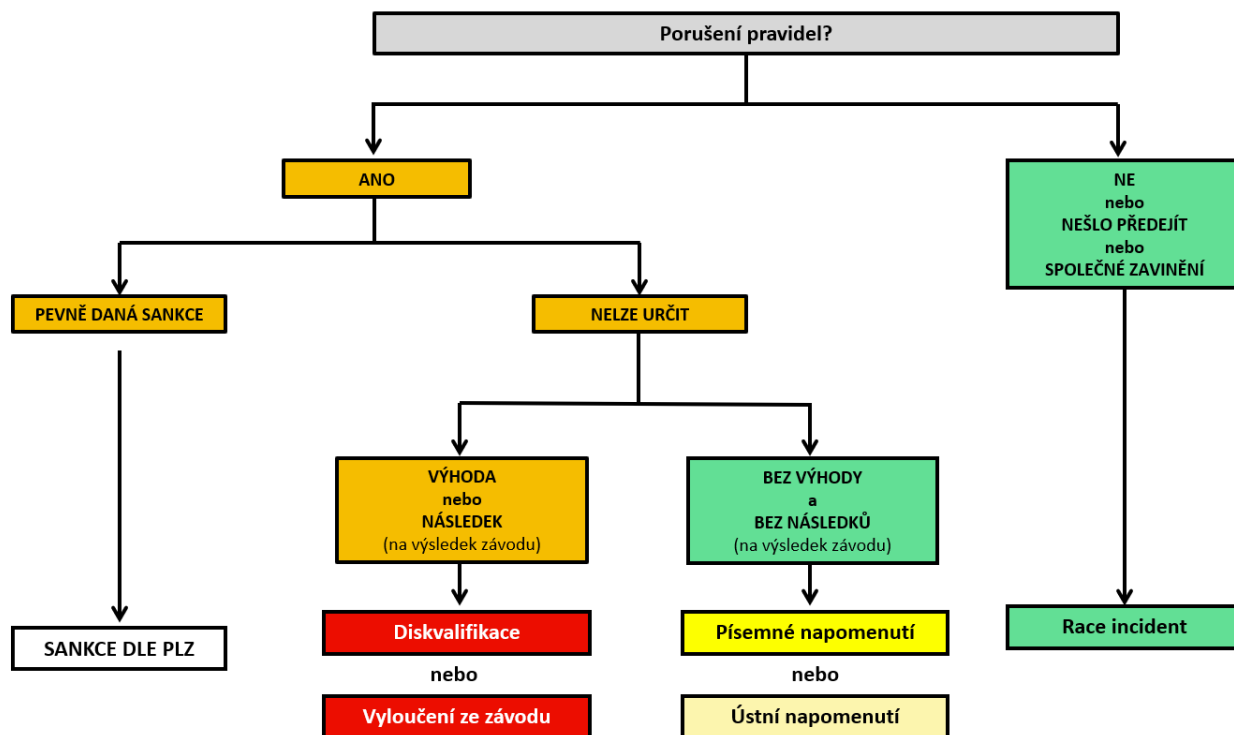 Porušení pravidel?
ANO
NE
nebo
NEŠLO PŘEDEJÍT
nebo
SPOLEČNÉ ZAVINĚNÍ
PEVNĚ DANÁ SANKCE
NELZE URČIT
VÝHODA
nebo
NÁSLEDEK
(na výsledek závodu)
BEZ VÝHODY
a
BEZ NÁSLEDKŮ
(na výsledek závodu)
SANKCE DLE PLZ
Diskvalifikace
nebo
Vyloučení ze závodu
Písemné napomenutí
nebo
Ústní napomenutí
Race incident